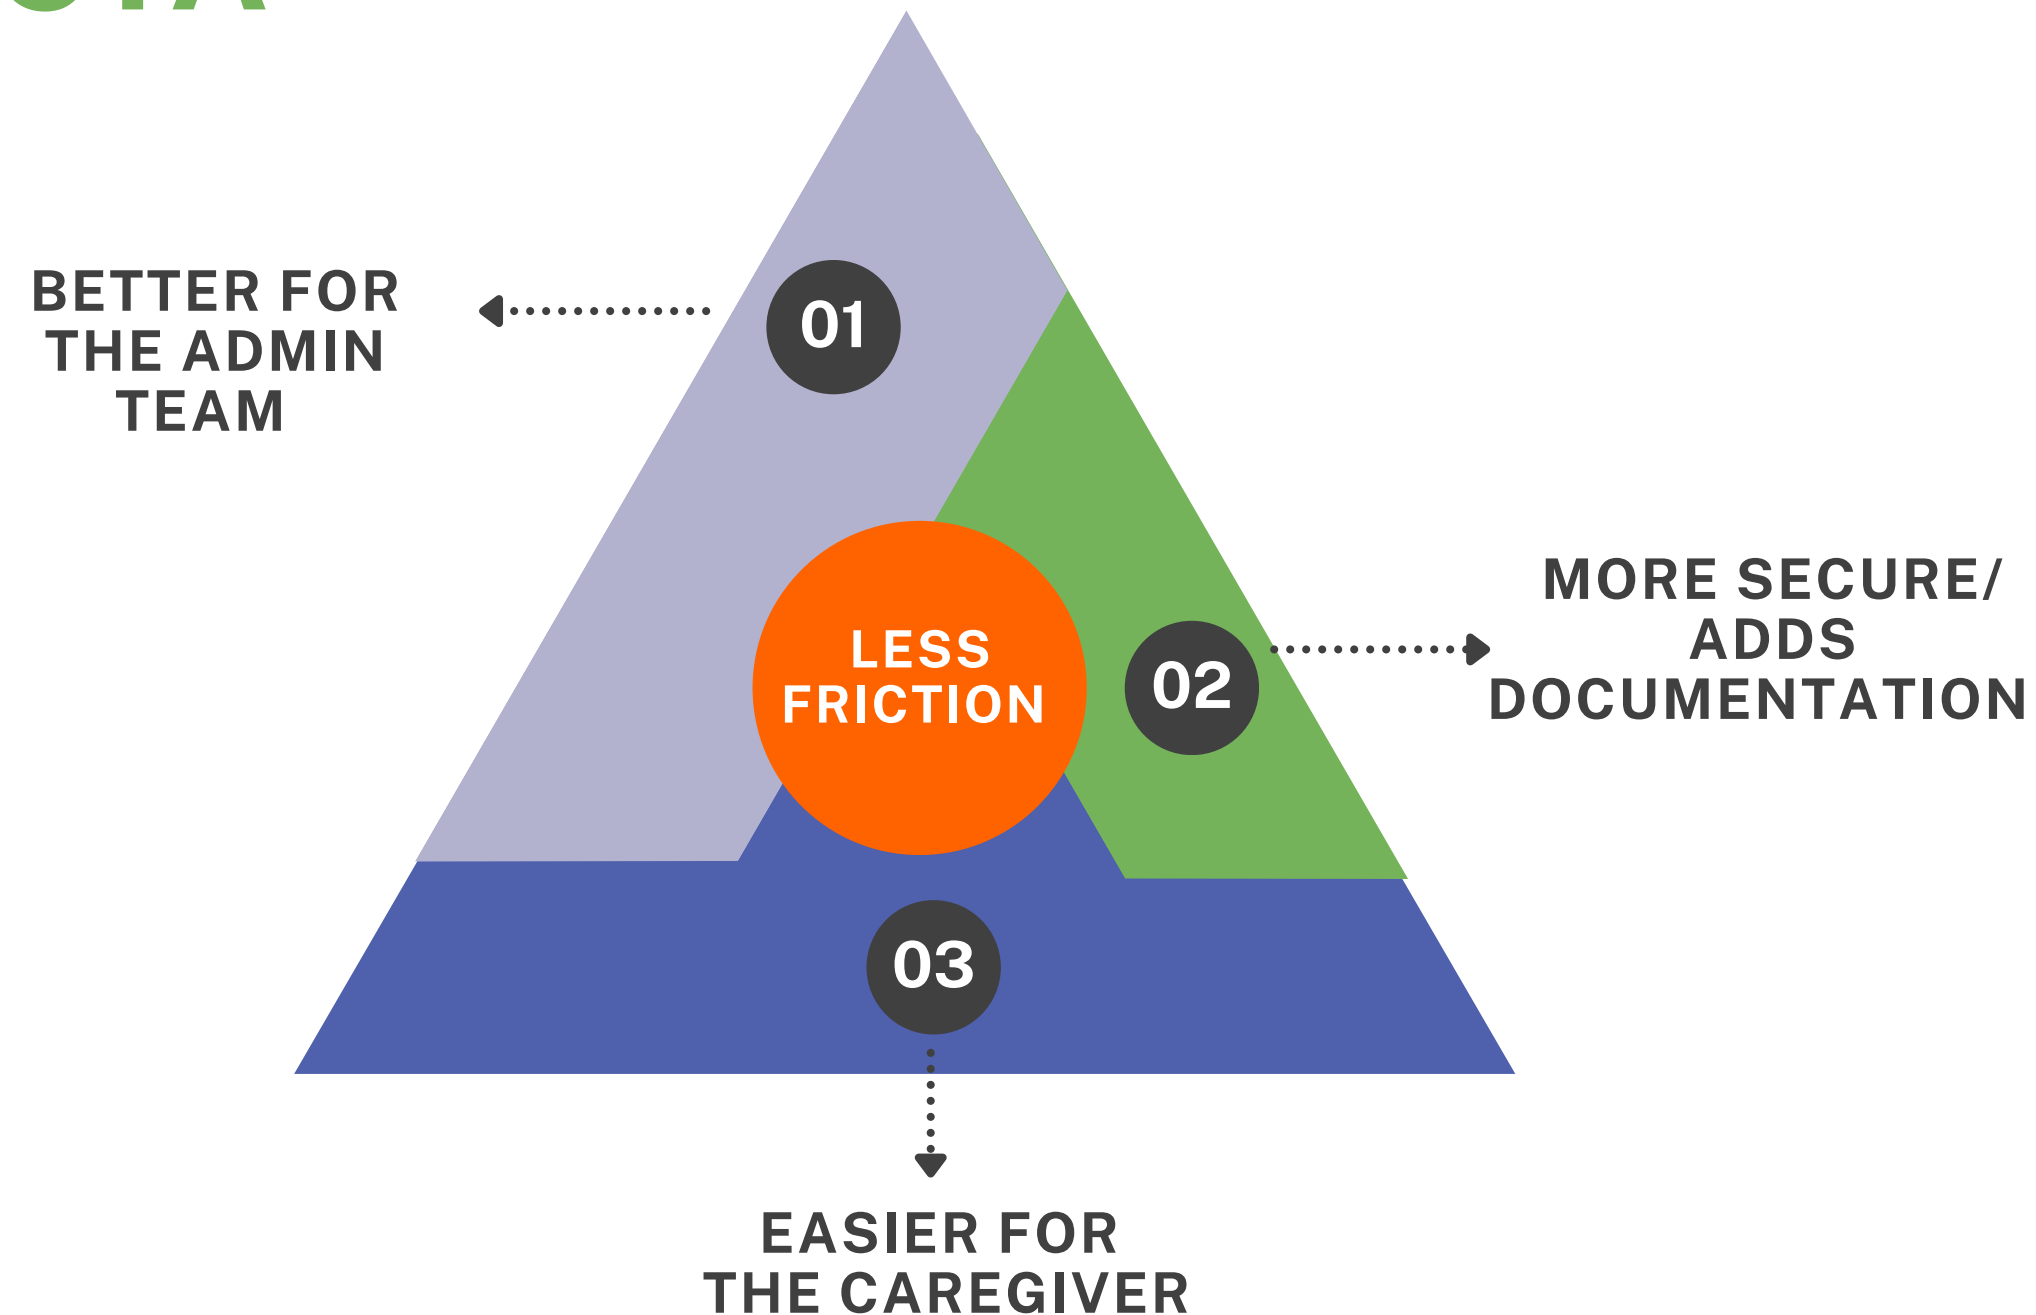 BETTER FOR
THE ADMIN
TEAM
01
LESS
FRICTION
02
MORE SECURE/
ADDS
DOCUMENTATION
03
EASIER FOR
THE CAREGIVER